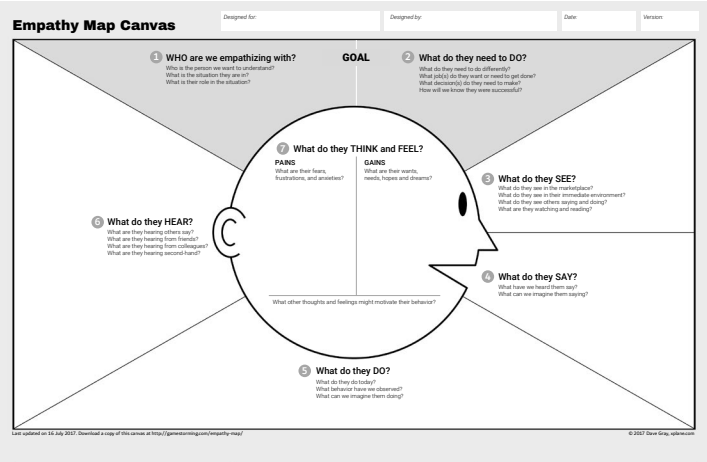 Empathy Map Canvas
Designed for:
Designed by:
Date:
Version:
1 WHO are we empathizing with?
Who is the person we want to understand?
What is the situation they are in?
What is their role in the situation?
GOAL
2 What do they need to DO?
What do they need to do differently?
What job(s) do they want or need to get done?
What decision(s) do they need to make?
How will we know they were successful?
7 What do they THINK and FEEL?
PAINS
What are their fears,
frustrations, and anxieties?
GAINS
What are their wants,
needs, hopes and dreams?
What other thoughts and feelings might motivate their behavior?
3 What do they SEE?
What do they see in the marketplace?
What do they see in their immediate environment?
What do they see others saying and doing?
What are they watching and reading?
4 What do they SAY?
What have we heard them say?
What can we imagine them saying?
5 What do they DO?
What do they do today?
What behavior have we observed?
What can we imagine them doing?
6 What do they HEAR?
What are they hearing others say?
What are they hearing from friends?
What are they hearing from colleagues?
What are they hearing second-hand?
Last updated on 16 July 2017. Download a copy of this canvas at http://gamestorming.com/empathy-map/
© 2017 Dave Gray, xplane.com